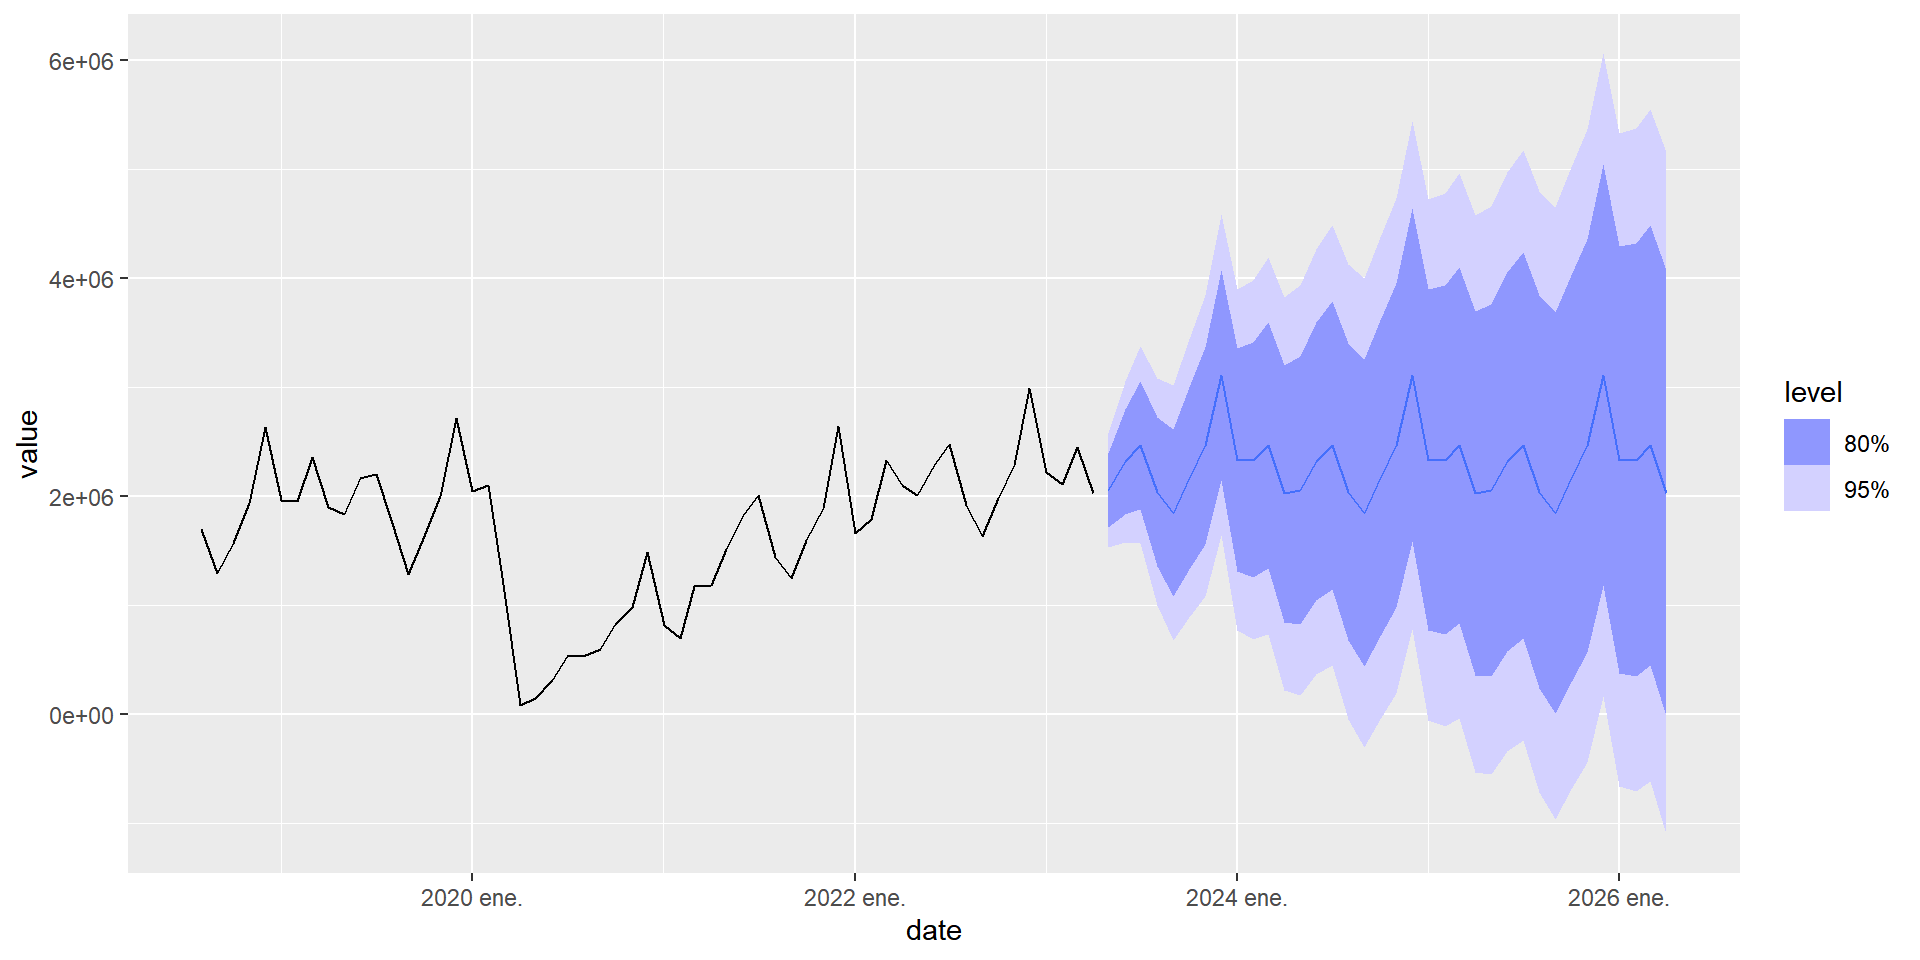 6e+06
4e+06
2e+06
0e+00
value
2020 ene.
2022 ene.
2024 ene.
2026 ene.
date
level
80%
95%